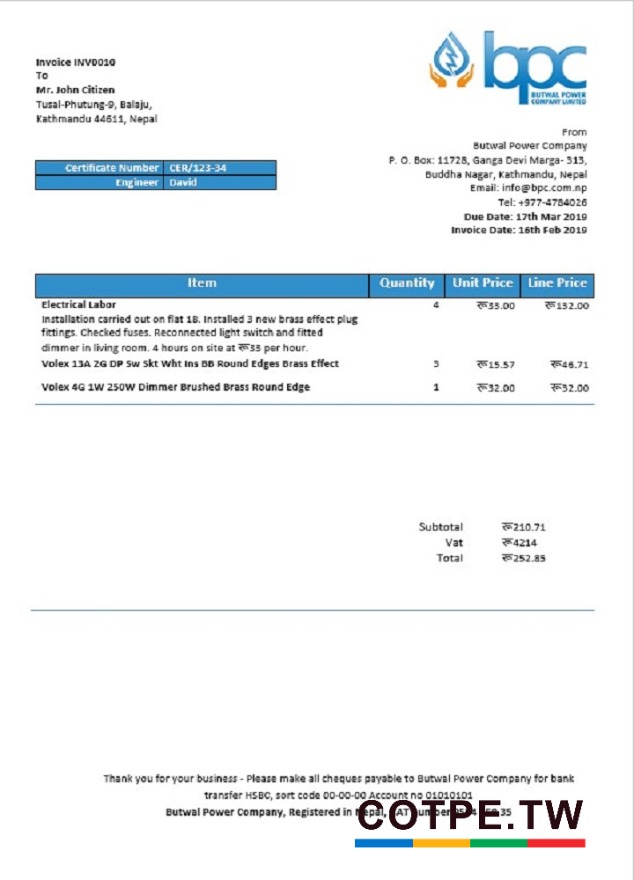 bpc
BUTWAL POWER
COMPANY LIMITED
Invoice INV0010
To
Mr. John Citizen
Tusal-Phutung-9, Balaju,
Kathmandu 44611, Nepal
From
Butwal Power Company
P. O. Box: 11728, Ganga Devi Marga- 313,
Buddha Nagar, Kathmandu, Nepal
Email: info@bpc.com.np
Tel: +977-4784026
Due Date: 17th Mar 2019
Invoice Date: 16th Feb 2019
Certificate Number CER/123-34
Engineer David
Item Quantity Unit Price Line Price
Electrical Labor 4 रू33.00 रू132.00
Installation carried out on flat 18. Installed 3 new brass effect plug
fittings. Checked fuses. Reconnected light switch and fitted
dimmer in living room. 4 hours on site at रू33 per hour.
Volex 13A 2G DP Sw Skt Wht Ins BB Round Edges Brass Effect 3 रू15.57 रू46.71
Volex 4G 1W 250W Dimmer Brushed Brass Round Edge 1 रू32.00 रू32.00
Subtotal रू210.71
Vat रू4214
Total रू252.85
Thank you for your business - Please make all cheques payable to Butwal Power Company for bank
transfer HSBC, sort code 00-00-00 Account no 01010101
Butwal Power Company, Registered in Nepal, VAT number 35
COTPE.TW